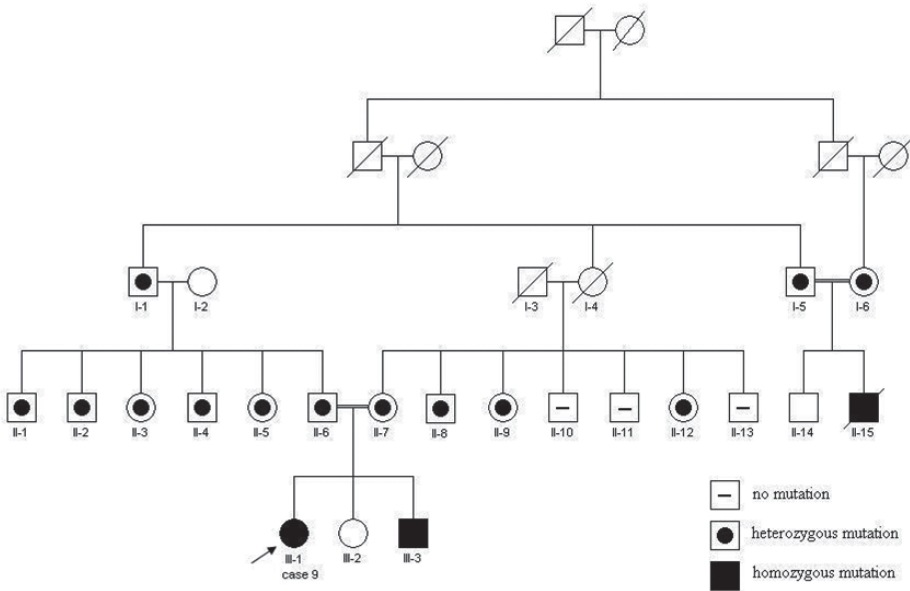 I-1
I-2
I-3
I-4
I-5
I-6
II-1
II-2
II-3
II-4
II-5
II-6
II-7
II-8
II-9
II-10
II-11
II-12
II-13
II-14
II-15
III-1
III-2
III-3
case 9
no mutation
heterozygous mutation
homozygous mutation